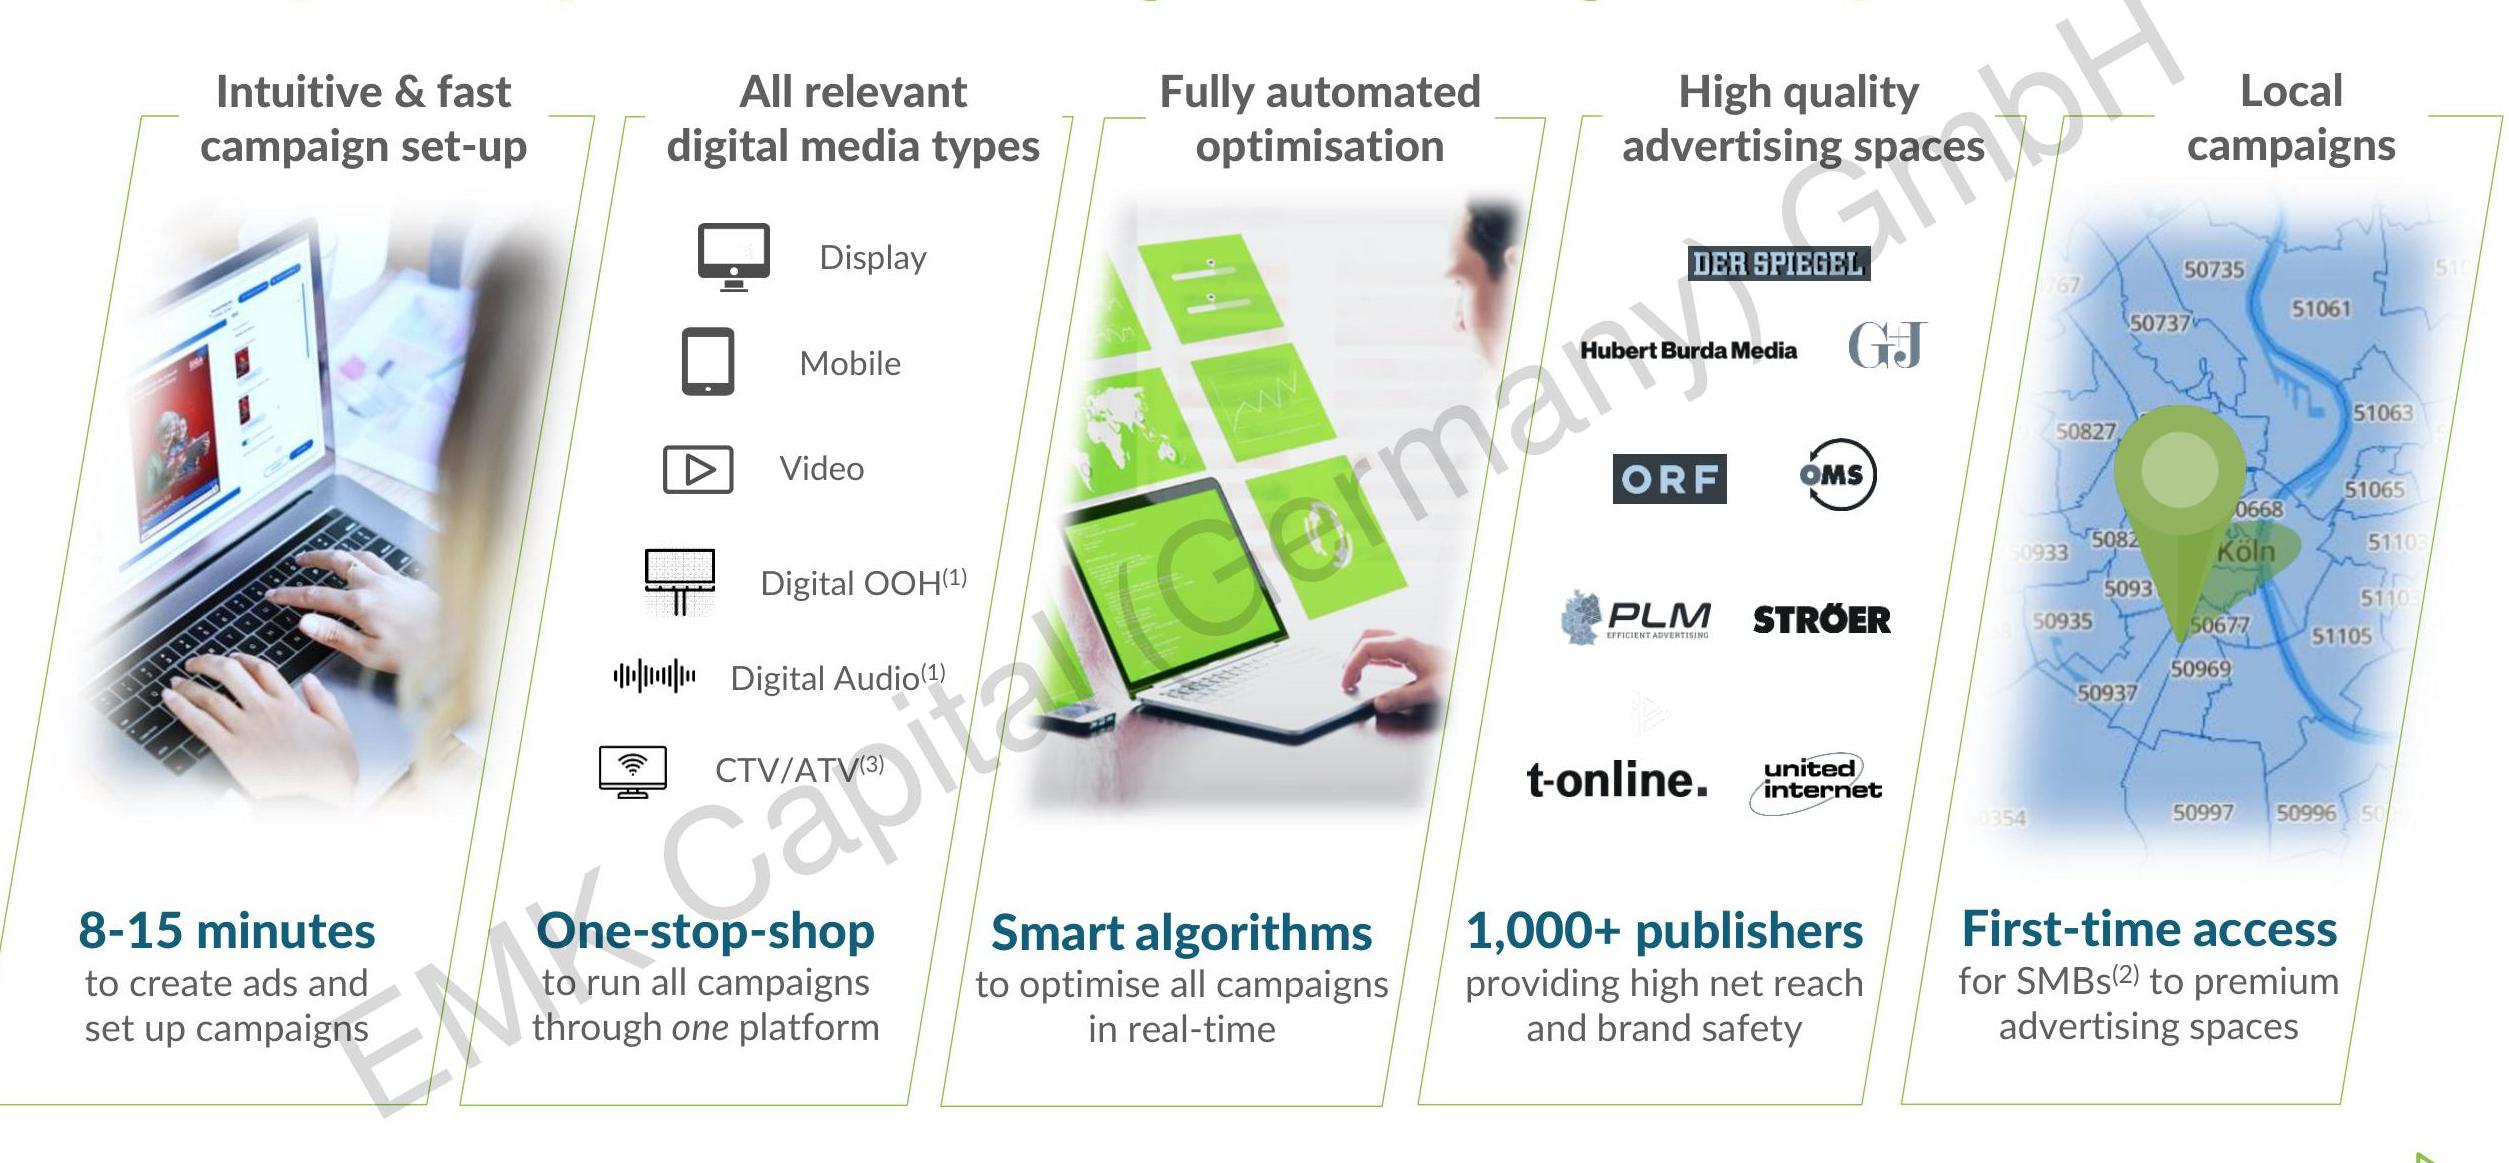 Intuitive & fast
campaign set-up
8-15 minutes
to create ads and
set up campaigns
All relevant
digital media types
Display
Mobile
Video
Digital OOH(1)
Digital Audio(1)
CTV/ATV(3)
One-stop-shop
to run all campaigns
through one platform
Fully automated
optimisation
Smart algorithms
to optimise all campaigns
in real-time
High quality
advertising spaces
DER SPIEGEL
Hubert Burda Media
G+J
ORF
OMS
PLM
EFFICIENT ADVERTISING
STRÖER
t-online.
united
internet
1,000+ publishers
providing high net reach
and brand safety
Local
campaigns
50735
51061
50737
51063
50827
51065
0668
5082
Köln
5110
0933
5093
5110
50935
50677
51105
50969
50937
50997
50996
0354
First-time access
for SMBs(2) to premium
advertising spaces
EMK Capital (Germany) GmbH